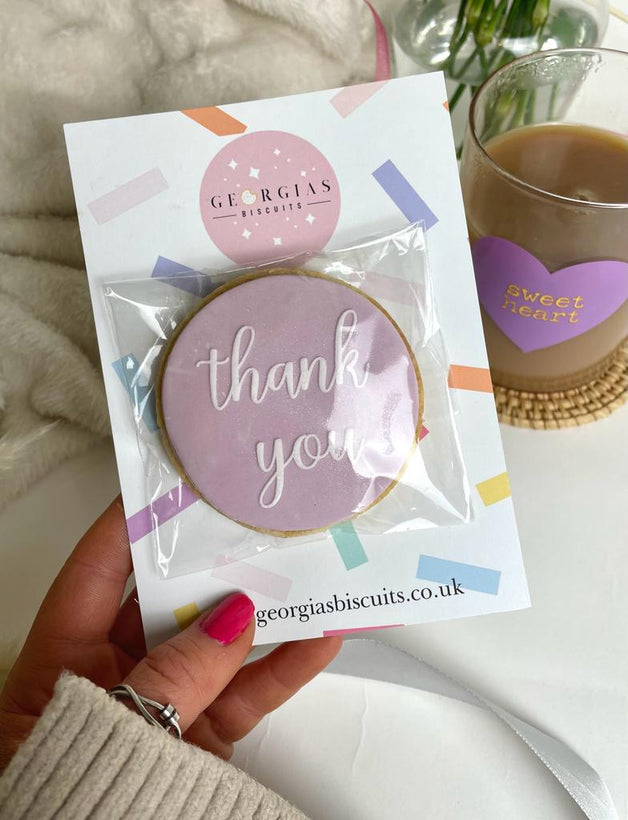 GEORGIAS
BISCUITS
thank
you
sweet
heart
georgiasbiscuits.co.uk